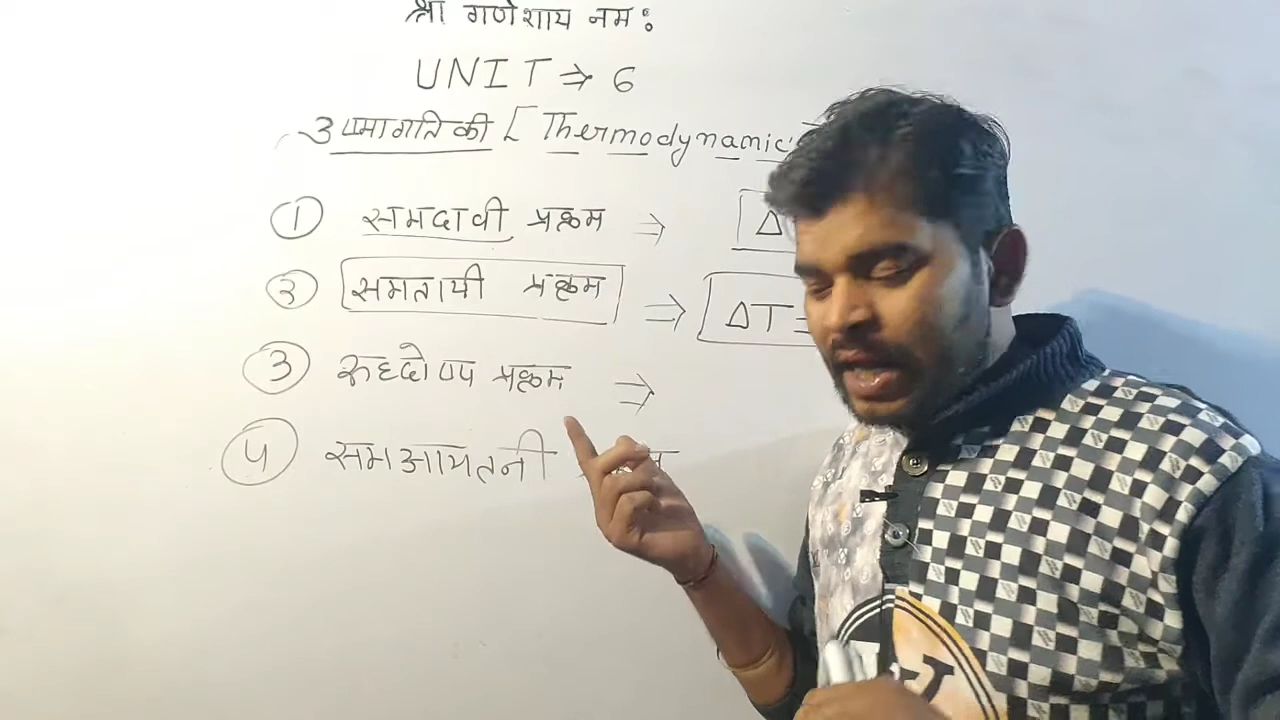 श्री गणेशाय नम:
UNIT ⇒ 6
उष्मागतिकी [Thermodynamic
① समदाबी प्रक्रम ⇒ Δ
② समतापी प्रक्रम ⇒ ΔT=
③ रुद्दोष्म प्रक्रम ⇒
④ समआयतनी